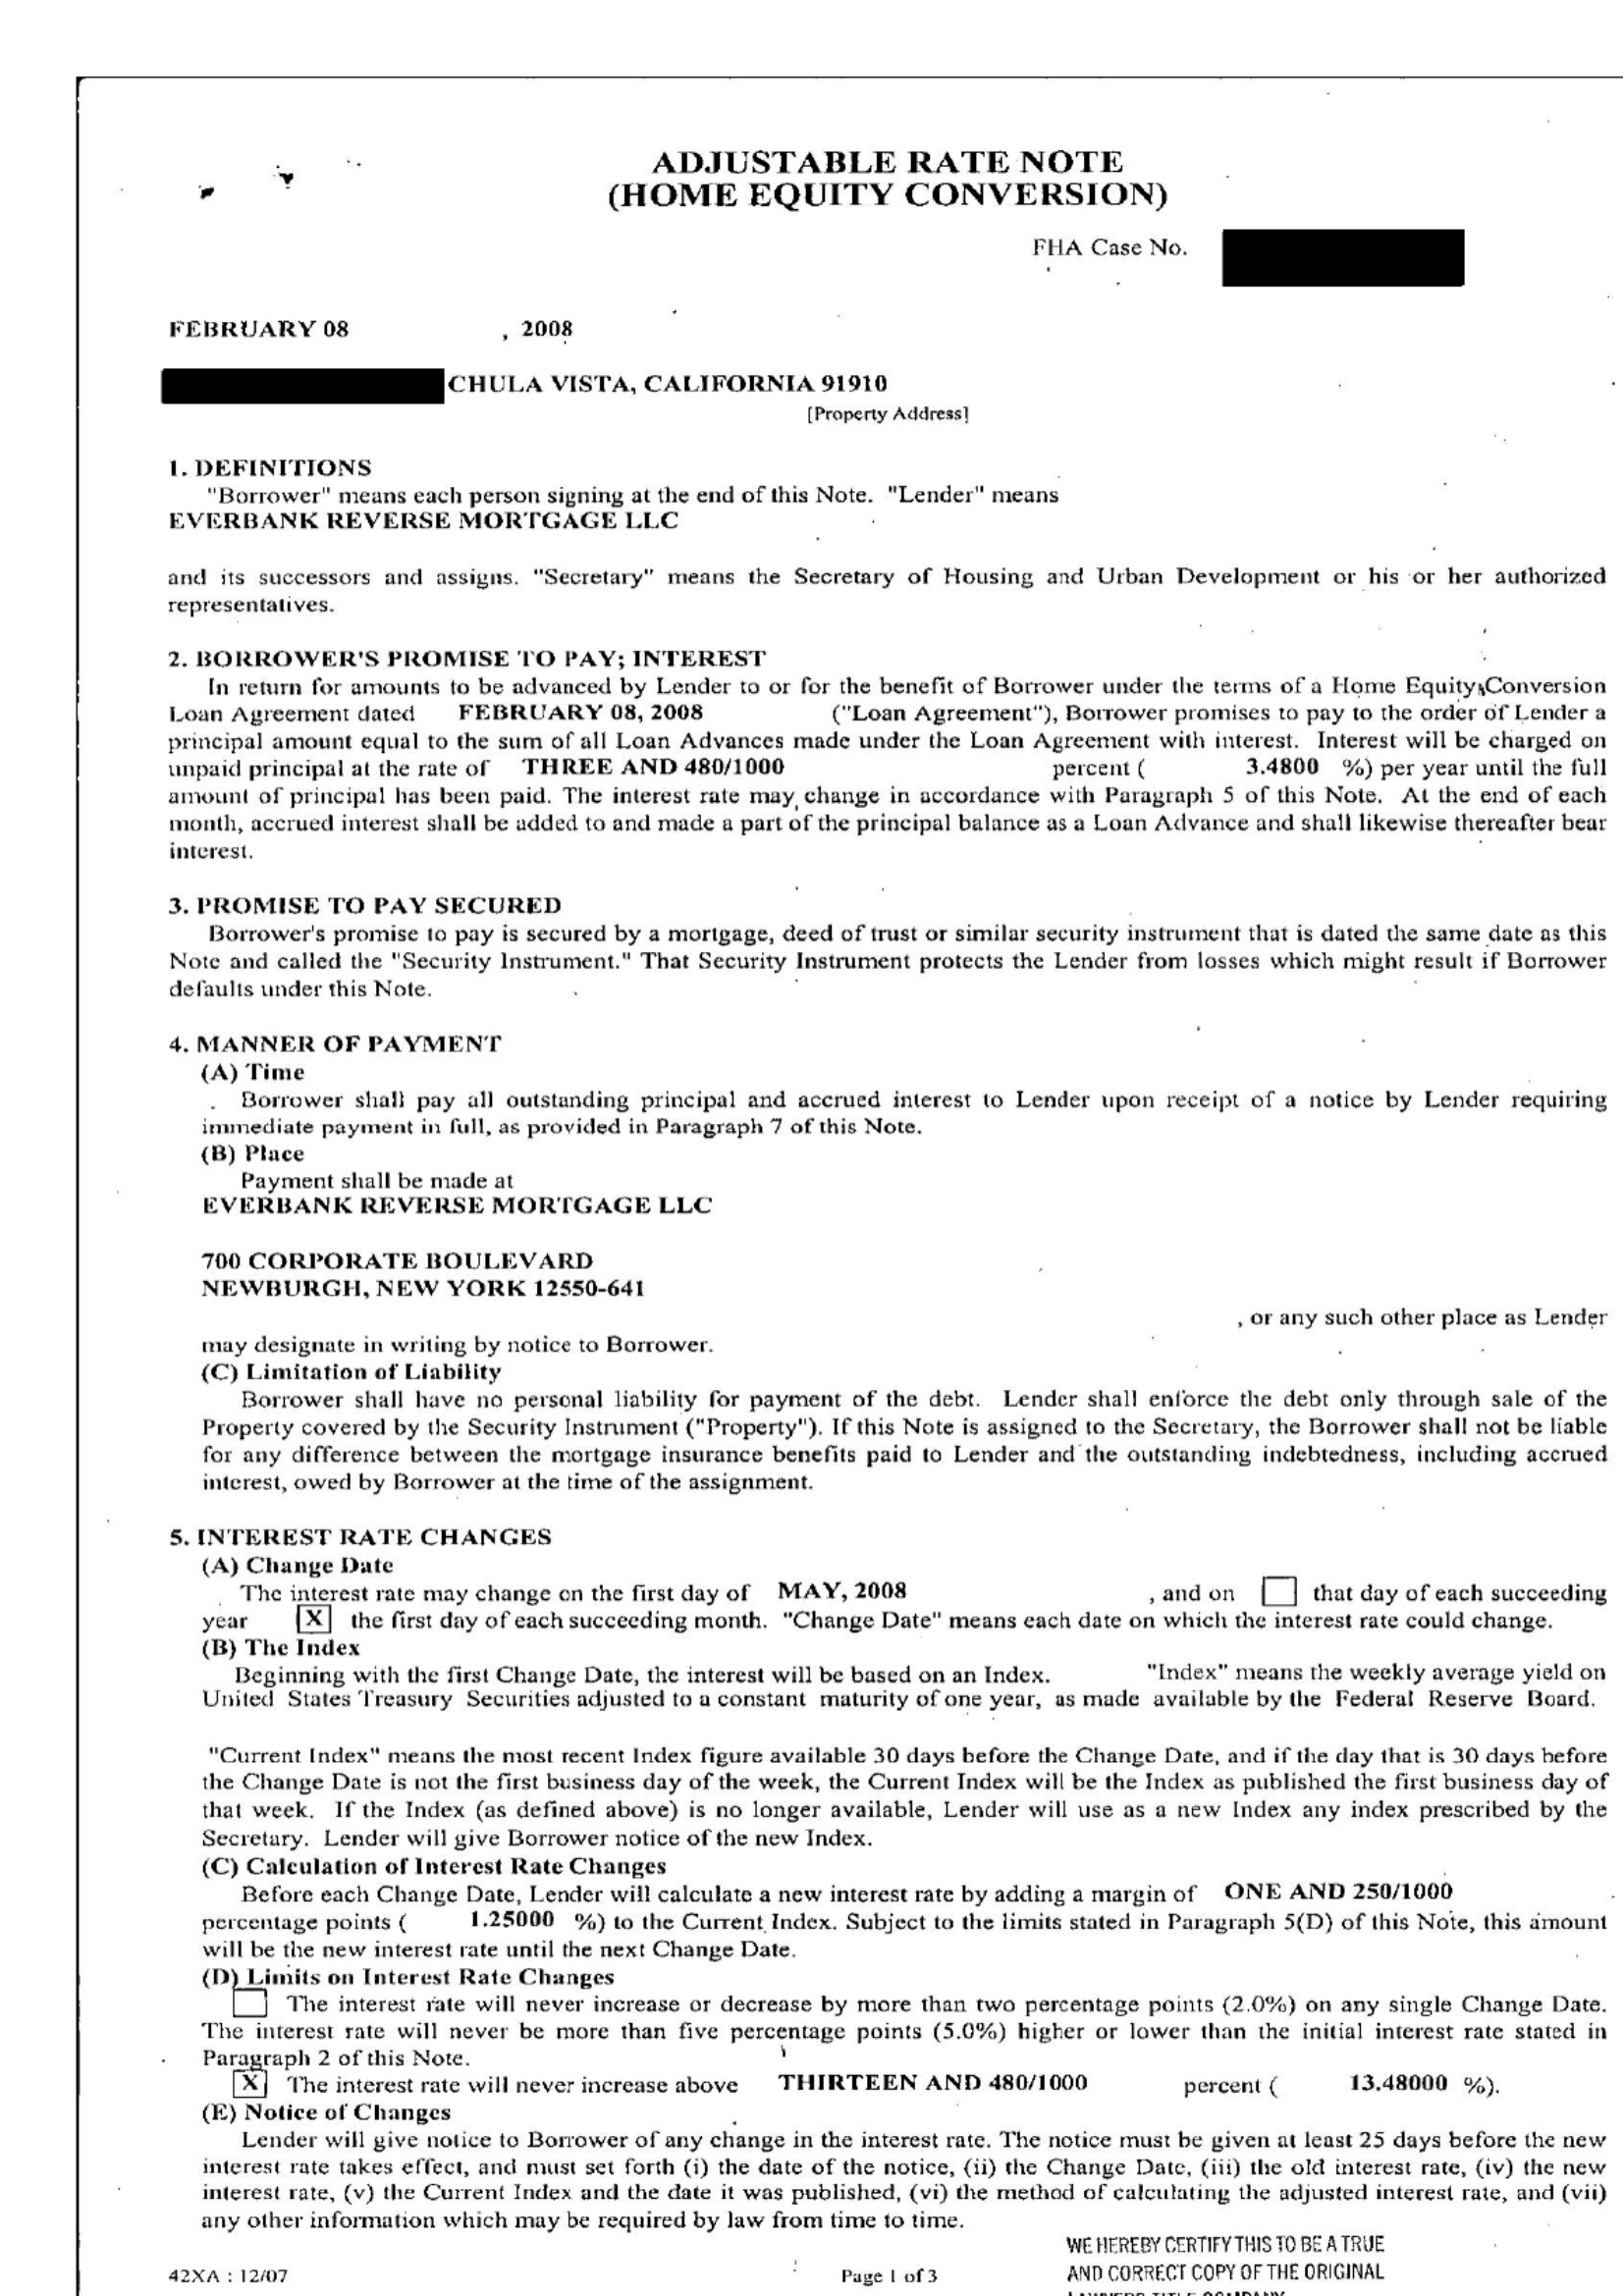 ADJUSTABLE RATE NOTE
(HOME EQUITY CONVERSION)
FHA Case No.
FEBRUARY 08 , 2008
CHULA VISTA, CALIFORNIA 91910
[Property Address]
1. DEFINITIONS
"Borrower" means each person signing at the end of this Note. "Lender" means
EVERBANK REVERSE MORTGAGE LLC
and its successors and assigns. "Secretary" means the Secretary of Housing and Urban Development or his or her authorized
representatives.
2. BORROWER'S PROMISE TO PAY; INTEREST
In return for amounts to be advanced by Lender to or for the benefit of Borrower under the terms of a Home Equity Conversion
Loan Agreement dated FEBRUARY 08, 2008 ("Loan Agreement"), Borrower promises to pay to the order of Lender a
principal amount equal to the sum of all Loan Advances made under the Loan Agreement with interest. Interest will be charged on
unpaid principal at the rate of THREE AND 480/1000 percent ( 3.4800 %) per year until the full
amount of principal has been paid. The interest rate may change in accordance with Paragraph 5 of this Note. At the end of each
month, accrued interest shall be added to and made a part of the principal balance as a Loan Advance and shall likewise thereafter bear
interest.
3. PROMISE TO PAY SECURED
Borrower's promise to pay is secured by a mortgage, deed of trust or similar security instrument that is dated the same date as this
Note and called the "Security Instrument." That Security Instrument protects the Lender from losses which might result if Borrower
defaults under this Note.
4. MANNER OF PAYMENT
(A) Time
Borrower shall pay all outstanding principal and accrued interest to Lender upon receipt of a notice by Lender requiring
immediate payment in full, as provided in Paragraph 7 of this Note.
(B) Place
Payment shall be made at
EVERBANK REVERSE MORTGAGE LLC
700 CORPORATE BOULEVARD
NEWBURGH, NEW YORK 12550-641
, or any such other place as Lender
may designate in writing by notice to Borrower.
(C) Limitation of Liability
Borrower shall have no personal liability for payment of the debt. Lender shall enforce the debt only through sale of the
Property covered by the Security Instrument ("Property"). If this Note is assigned to the Secretary, the Borrower shall not be liable
for any difference between the mortgage insurance benefits paid to Lender and the outstanding indebtedness, including accrued
interest, owed by Borrower at the time of the assignment.
5. INTEREST RATE CHANGES
(A) Change Date
The interest rate may change on the first day of MAY, 2008 , and on that day of each succeeding
year X the first day of each succeeding month. "Change Date" means each date on which the interest rate could change.
(B) The Index
Beginning with the first Change Date, the interest will be based on an Index. "Index" means the weekly average yield on
United States Treasury Securities adjusted to a constant maturity of one year, as made available by the Federal Reserve Board.
"Current Index" means the most recent Index figure available 30 days before the Change Date, and if the day that is 30 days before
the Change Date is not the first business day of the week, the Current Index will be the Index as published the first business day of
that week. If the Index (as defined above) is no longer available, Lender will use as a new Index any index prescribed by the
Secretary. Lender will give Borrower notice of the new Index.
(C) Calculation of Interest Rate Changes
Before each Change Date, Lender will calculate a new interest rate by adding a margin of ONE AND 250/1000
percentage points ( 1.25000 %) to the Current Index. Subject to the limits stated in Paragraph 5(D) of this Note, this amount
will be the new interest rate until the next Change Date.
(D) Limits on Interest Rate Changes
The interest rate will never increase or decrease by more than two percentage points (2.0%) on any single Change Date.
The interest rate will never be more than five percentage points (5.0%) higher or lower than the initial interest rate stated in
Paragraph 2 of this Note.
X The interest rate will never increase above THIRTEEN AND 480/1000 percent ( 13.48000 %).
(E) Notice of Changes
Lender will give notice to Borrower of any change in the interest rate. The notice must be given at least 25 days before the new
interest rate takes effect, and must set forth (i) the date of the notice, (ii) the Change Date, (iii) the old interest rate, (iv) the new
interest rate, (v) the Current Index and the date it was published, (vi) the method of calculating the adjusted interest rate, and (vii)
any other information which may be required by law from time to time.
WE HEREBY CERTIFY THIS TO BE A TRUE
42XA : 12/07 Page 1 of 3 AND CORRECT COPY OF THE ORIGINAL